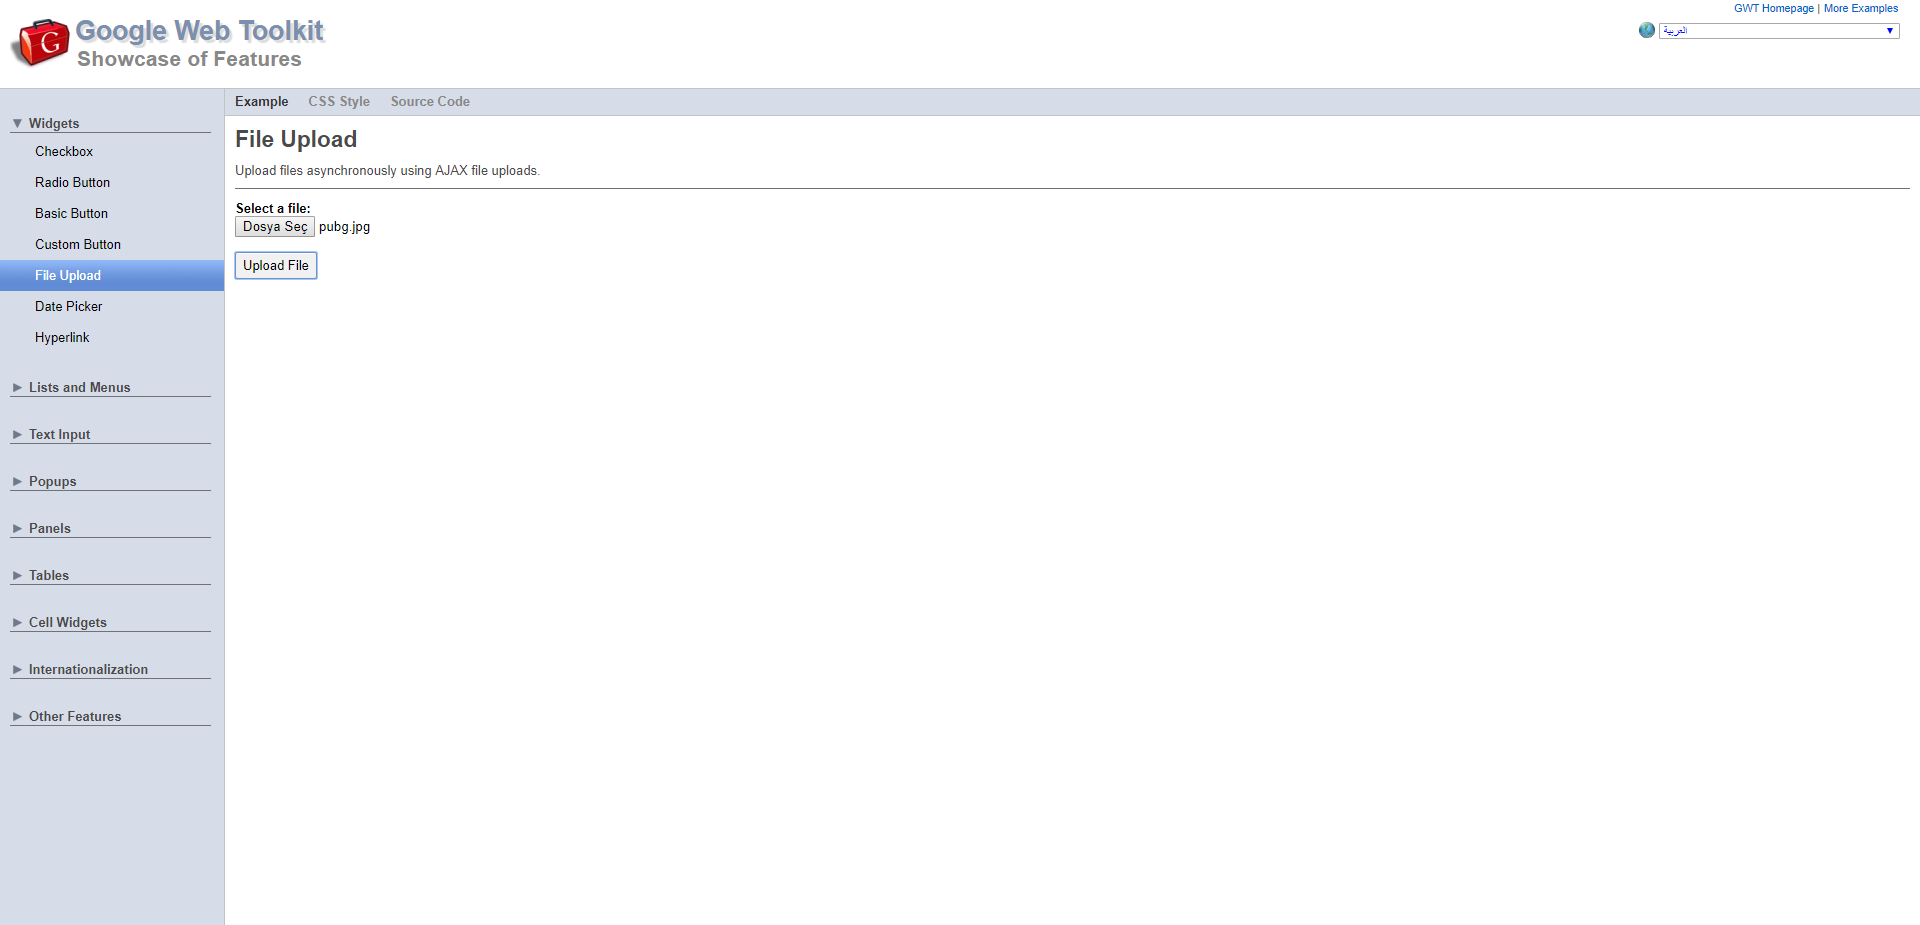 GWT Homepage | More Examples
Google Web Toolkit
Showcase of Features
G
العربية
Example CSS Style Source Code
Widgets
Checkbox
Radio Button
Basic Button
Custom Button
File Upload
Date Picker
Hyperlink
Lists and Menus
Text Input
Popups
Panels
Tables
Cell Widgets
Internationalization
Other Features
File Upload
Upload files asynchronously using AJAX file uploads.
Select a file:
Dosya Seç pubg.jpg
Upload File